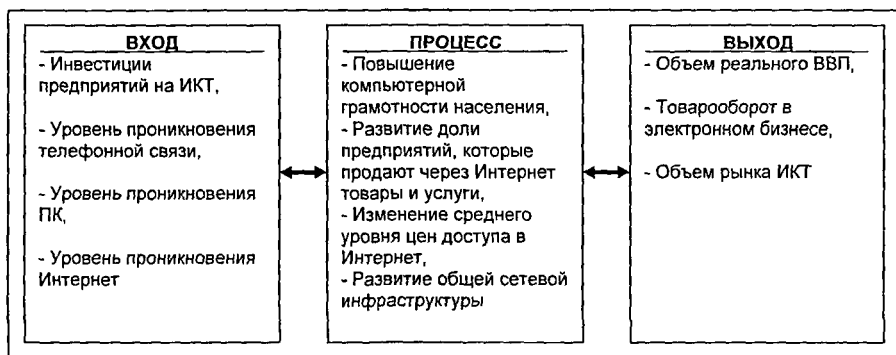 ВХОД
- Инвестиции
предприятий на ИКТ,
- Уровень проникновения
телефонной связи,
- Уровень проникновения
ПК,
- Уровень проникновения
Интернет
ПРОЦЕСС
- Повышение
компьютерной
грамотности населения,
- Развитие доли
предприятий, которые
продают через Интернет
товары и услуги,
- Изменение среднего
уровня цен доступа в
Интернет,
- Развитие общей сетевой
инфраструктуры
ВЫХОД
- Объем реального ВВП,
- Товарооборот в
электронном бизнесе,
- Объем рынка ИКТ